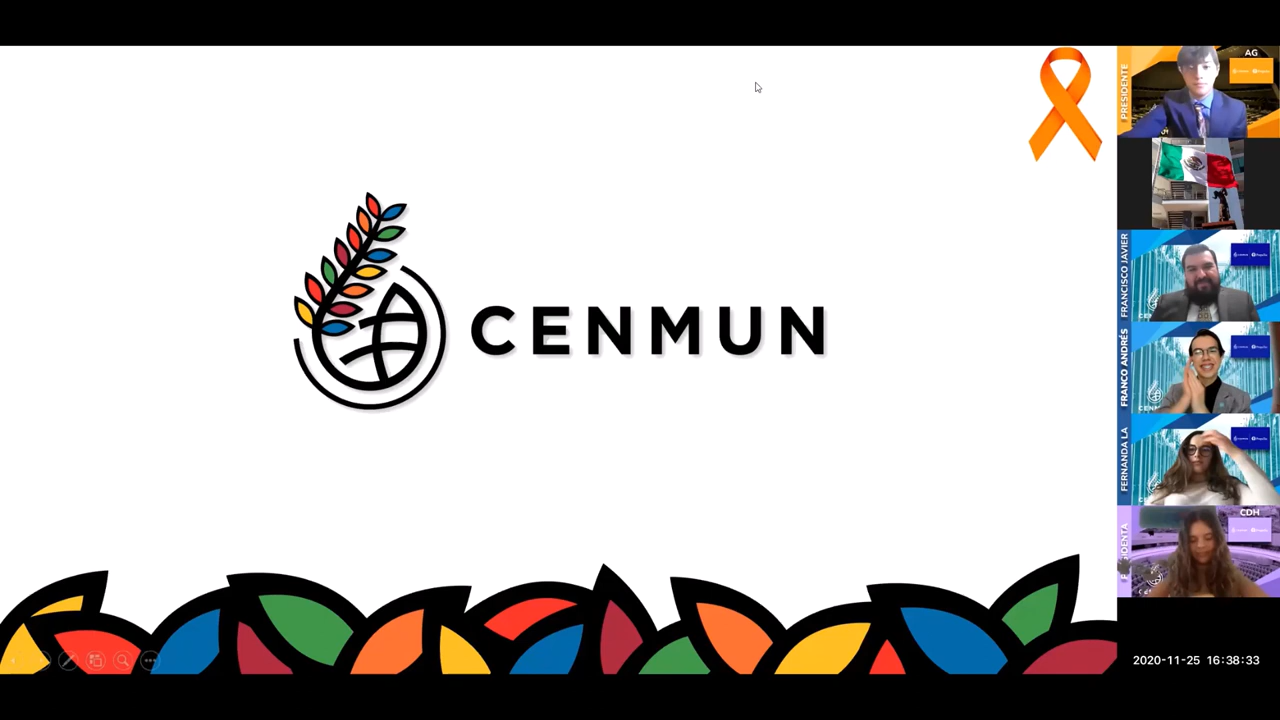 CENMUN
AG
PRESIDENTE
FRANCISCO JAVIER
FRANCO ANDRÉS
FERNANDA LA
CDH
2020-11-25 16:38:33